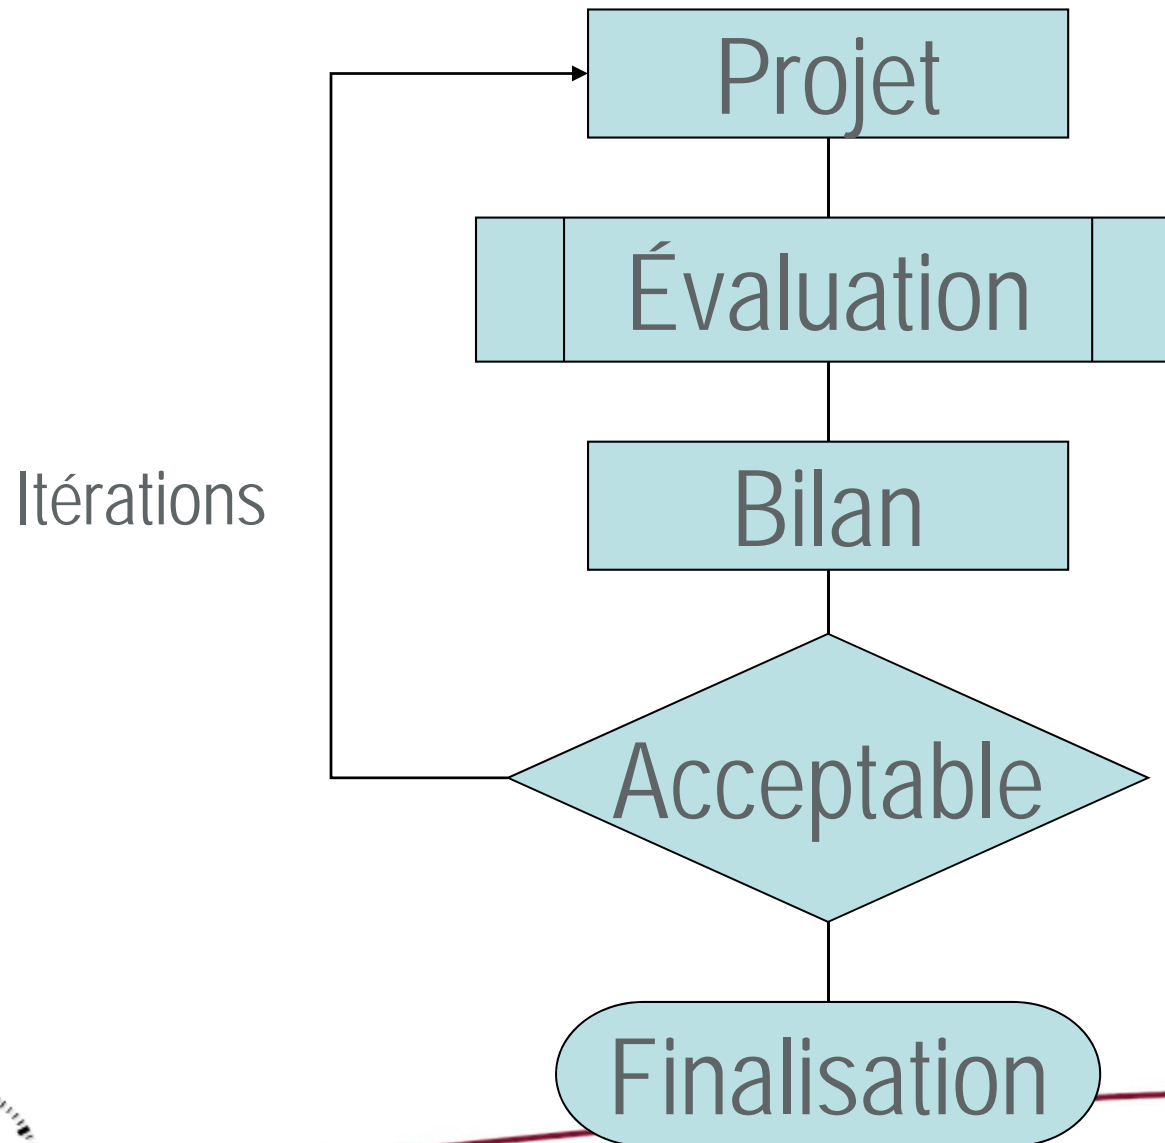 Projet
Évaluation
Itérations
Bilan
Acceptable
Finalisation